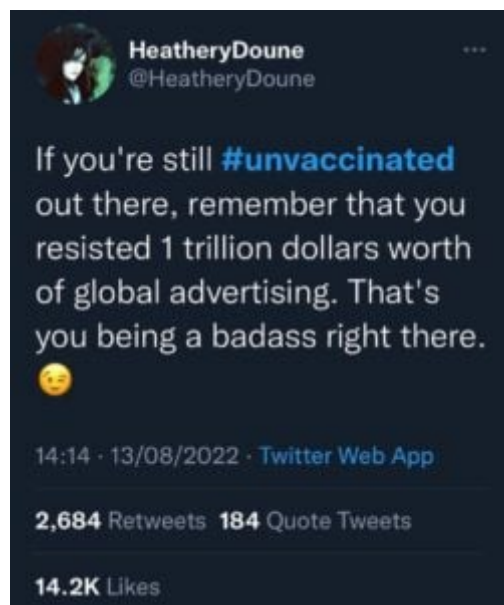 HeatheryDoune
@HeatheryDoune
If you're still #unvaccinated
out there, remember that you
resisted 1 trillion dollars worth
of global advertising. That's
you being a badass right there.
😉
14:14 · 13/08/2022 · Twitter Web App
2,684 Retweets 184 Quote Tweets
14.2K Likes